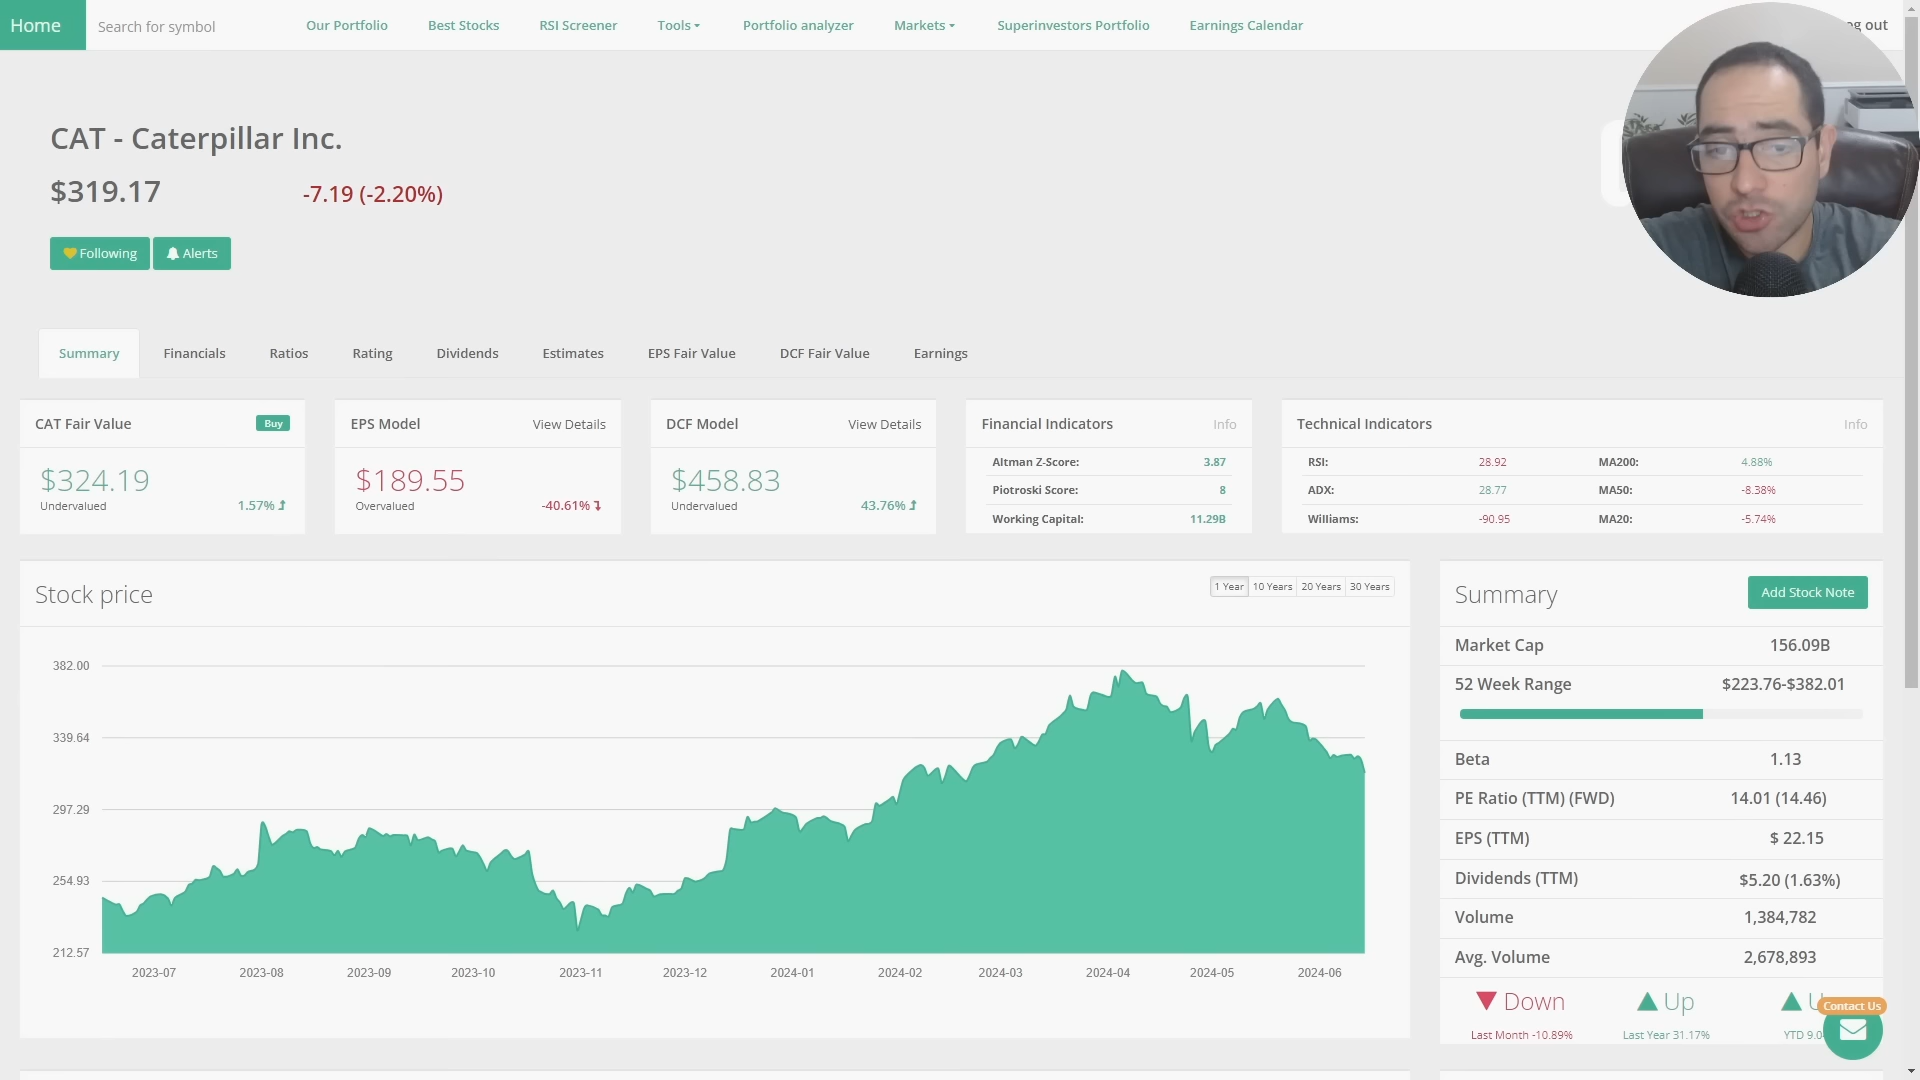 Home
Search for symbol
Our Portfolio
Best Stocks
RSI Screener
Tools
Portfolio analyzer
Markets
Superinvestors Portfolio
Earnings Calendar
out
CAT - Caterpillar Inc.
$319.17
-7.19 (-2.20%)
Following
Alerts
Summary
Financials
Ratios
Rating
Dividends
Estimates
EPS Fair Value
DCF Fair Value
Earnings
CAT Fair Value
Buy
$324.19
Undervalued
1.57%
EPS Model
View Details
$189.55
Overvalued
-40.61%
DCF Model
View Details
$458.83
Undervalued
43.76%
Financial Indicators
Info
Altman Z-Score: 3.87
Piotroski Score: 8
Working Capital: 11.29B
Technical Indicators
Info
RSI: 28.92 MA200: 4.88%
ADX: 28.77 MA50: -8.38%
Williams: -90.95 MA20: -5.74%
Stock price
1 Year 10 Years 20 Years 30 Years
382.00
339.64
297.29
254.93
212.57
2023-07 2023-08 2023-09 2023-10 2023-11 2023-12 2024-01 2024-02 2024-03 2024-04 2024-05 2024-06
Summary
Add Stock Note
Market Cap 156.09B
52 Week Range $223.76-$382.01
Beta 1.13
PE Ratio (TTM) (FWD) 14.01 (14.46)
EPS (TTM) $ 22.15
Dividends (TTM) $5.20 (1.63%)
Volume 1,384,782
Avg. Volume 2,678,893
Down
Last Month -10.89%
Up
Last Year 31.17%
YTD
Contact Us